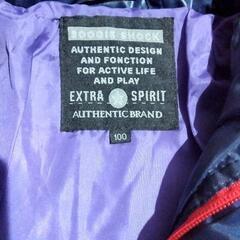 BOOGIE SHOCK
AUTHENTIC DESIGN
AND FONCTION
FOR ACTIVE LIFE
AND PLAY
EXTRA SPIRIT
AUTHENTIC BRAND
100